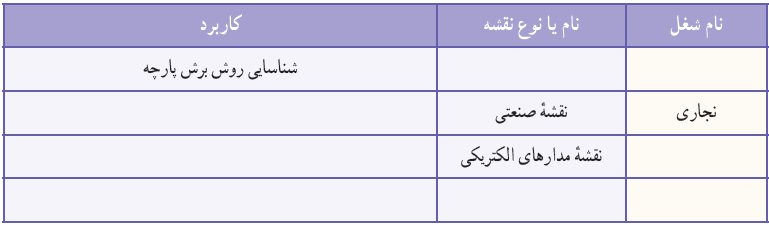 نام شغل	نام یا نوع نقشه	کاربرد
شناسایی روش برش پارچه
نجاری	نقشهٔ صنعتی
نقشهٔ مدارهای الکتریکی